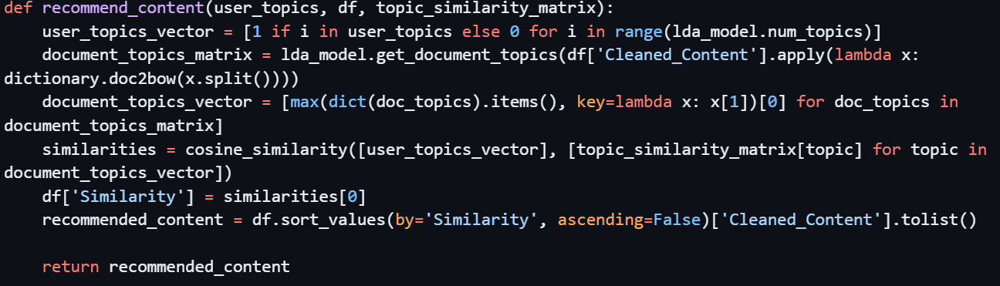 def recommend_content(user_topics, df, topic_similarity_matrix):
    user_topics_vector = [1 if i in user_topics else 0 for i in range(lda_model.num_topics)]
    document_topics_matrix = lda_model.get_document_topics(df['Cleaned_Content'].apply(lambda x:
dictionary.doc2bow(x.split())))
    document_topics_vector = [max(dict(doc_topics).items(), key=lambda x: x[1])[0] for doc_topics in
document_topics_matrix]
    similarities = cosine_similarity([user_topics_vector], [topic_similarity_matrix[topic] for topic in
document_topics_vector])
    df['Similarity'] = similarities[0]
    recommended_content = df.sort_values(by='Similarity', ascending=False)['Cleaned_Content'].tolist()
    return recommended_content